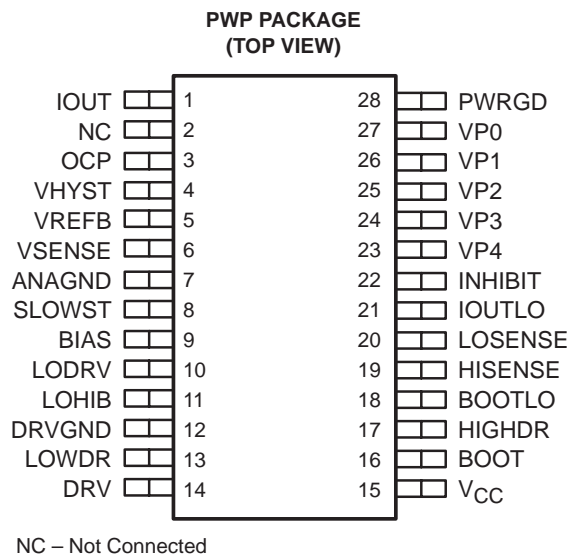 PWP PACKAGE
(TOP VIEW)
IOUT 1 28 PWRGD
NC 2 27 VP0
OCP 3 26 VP1
VHYST 4 25 VP2
VREFB 5 24 VP3
VSENSE 6 23 VP4
ANAGND 7 22 INHIBIT
SLOWST 8 21 IOUTLO
BIAS 9 20 LOSENSE
LODRV 10 19 HISENSE
LOHIB 11 18 BOOTLO
DRVGND 12 17 HIGHDR
LOWDR 13 16 BOOT
DRV 14 15 VCC
NC – Not Connected